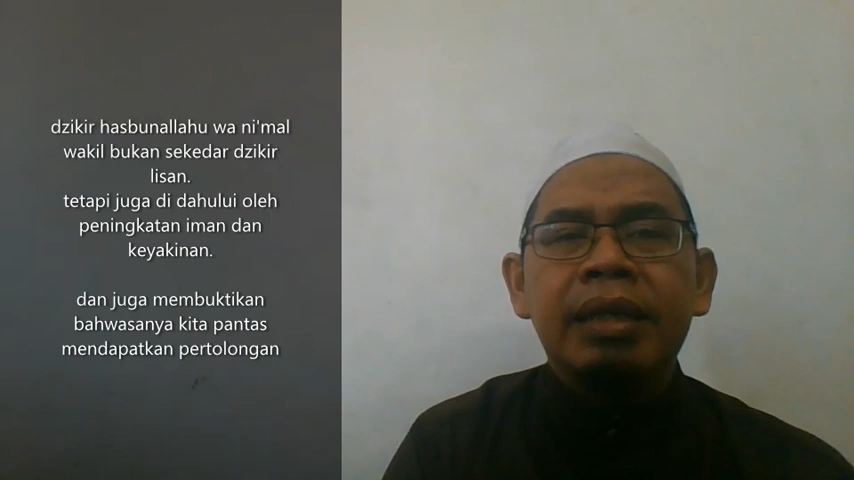 dzikir hasbunallahu wa ni'mal
wakil bukan sekedar dzikir
lisan.
tetapi juga di dahului oleh
peningkatan iman dan
keyakinan.
dan juga membuktikan
bahwasanya kita pantas
mendapatkan pertolongan